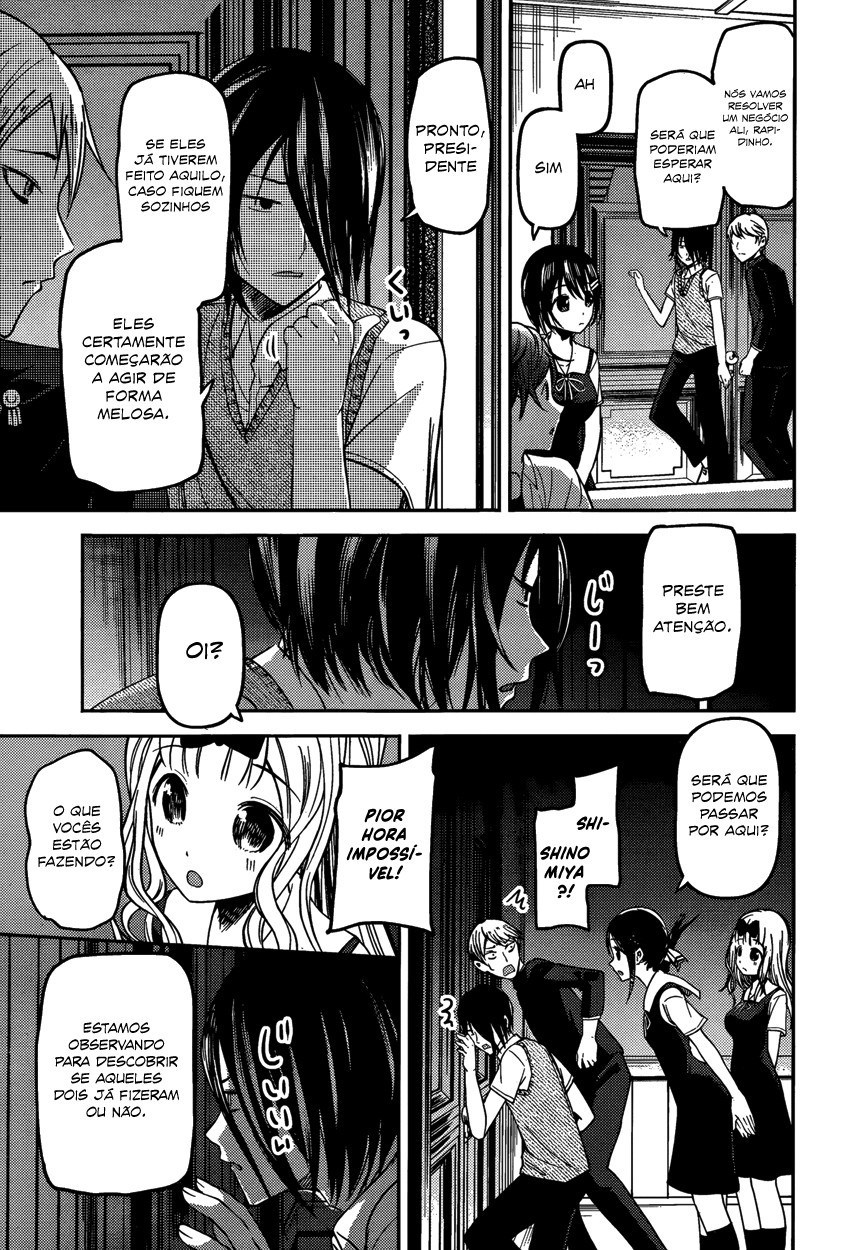 NÓS VAMOS
RESOLVER
UM NEGÓCIO
ALI, RAPI-
DINHO.
SERÁ QUE
PODERIAM
ESPERAR
AQUI?
AH
SIM
PRONTO,
PRESI-
DENTE
SE ELES
JÁ TIVEREM
FEITO AQUILO,
CASO FIQUEM
SOZINHOS
ELES
CERTAMENTE
COMEÇARÃO
A AGIR DE
FORMA
MELOSA.
くいっ
PRESTE
BEM
ATENÇÃO.
じーっ
OI?
SERÁ QUE
PODEMOS
PASSAR
POR AQUI?
SHI-
SHINO
MIYA
?!
PIOR
HORA
IMPOSSÍ-
VEL!
O QUE
VOCÊS
ESTÃO
FAZENDO?
ESTAMOS
OBSERVANDO
PARA DESCOBRIR
SE AQUELES
DOIS JÁ FIZERAM
OU NÃO.
じぃぃぃ